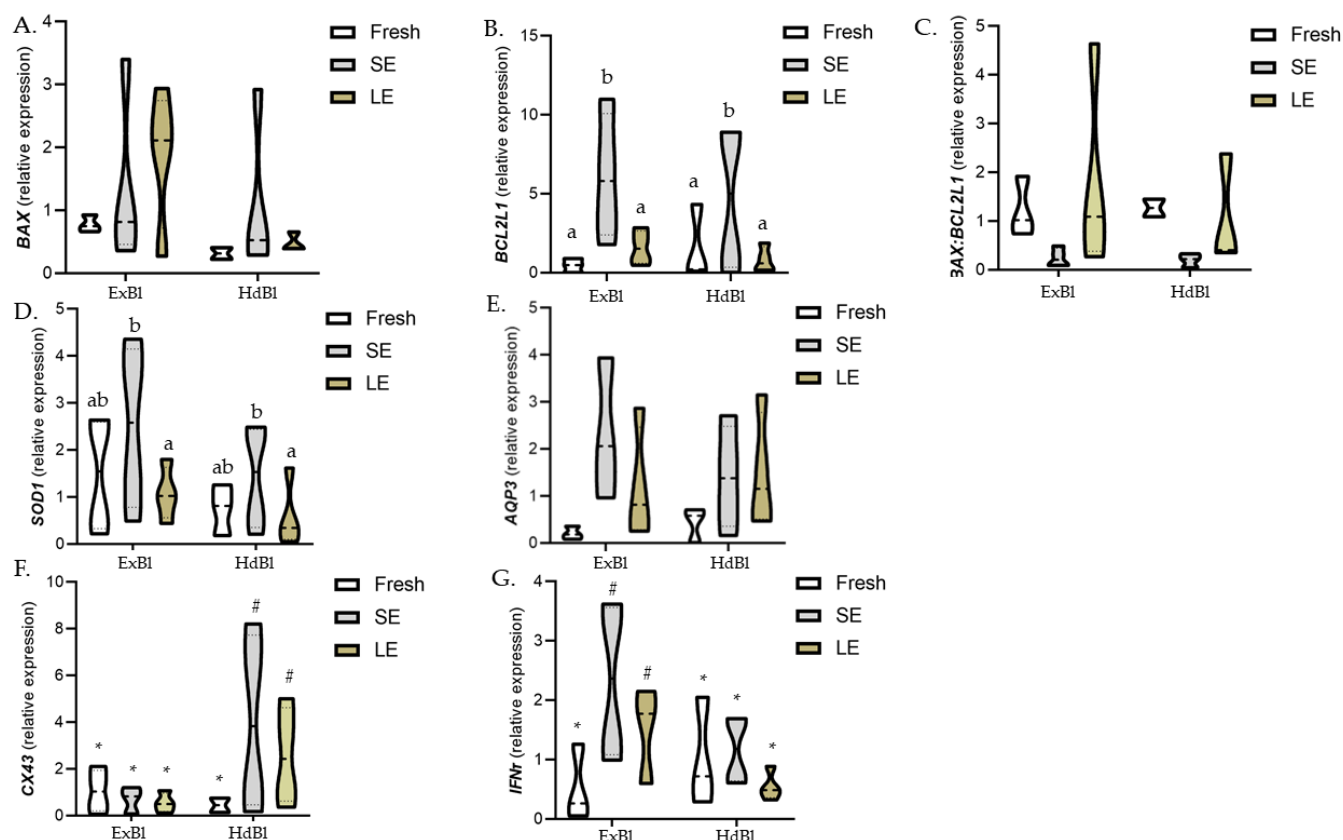 A.
BAX (relative expression)
4
3
2
1
0
ExBl
HdBl
Fresh
SE
LE
B.
BCL2L1 (relative expression)
15
10
5
0
a
b
a
a
b
a
ExBl
HdBl
Fresh
SE
LE
C.
BAX:BCL2L1 (relative expression)
5
4
3
2
1
0
ExBl
HdBl
Fresh
SE
LE
D.
SOD1 (relative expression)
5
4
3
2
1
0
ab
b
a
ab
b
a
ExBl
HdBl
Fresh
SE
LE
E.
AQP3 (relative expression)
5
4
3
2
1
0
ExBl
HdBl
Fresh
SE
LE
F.
CX43 (relative expression)
10
8
6
4
2
0
*
*
*
*
#
#
ExBl
HdBl
Fresh
SE
LE
G.
IFNτ (relative expression)
4
3
2
1
0
*
#
#
*
*
*
ExBl
HdBl
Fresh
SE
LE